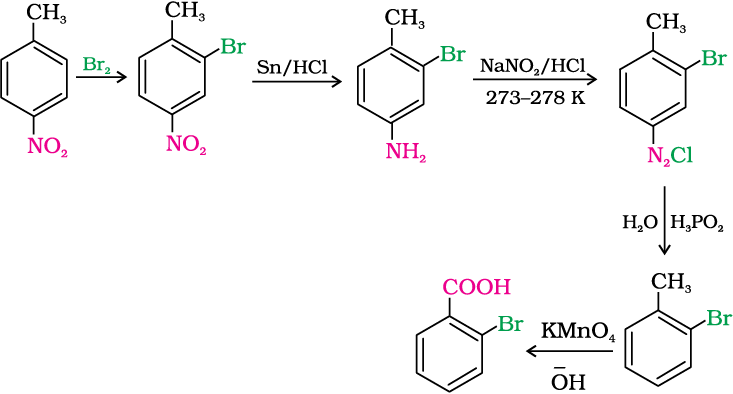 CH₃
NO₂
Br₂
CH₃
Br
NO₂
Sn/HCl
CH₃
Br
NH₂
NaNO₂/HCl
273–278 K
CH₃
Br
N₂Cl
H₂O
H₃PO₂
CH₃
Br
KMnO₄
O̅H
COOH
Br